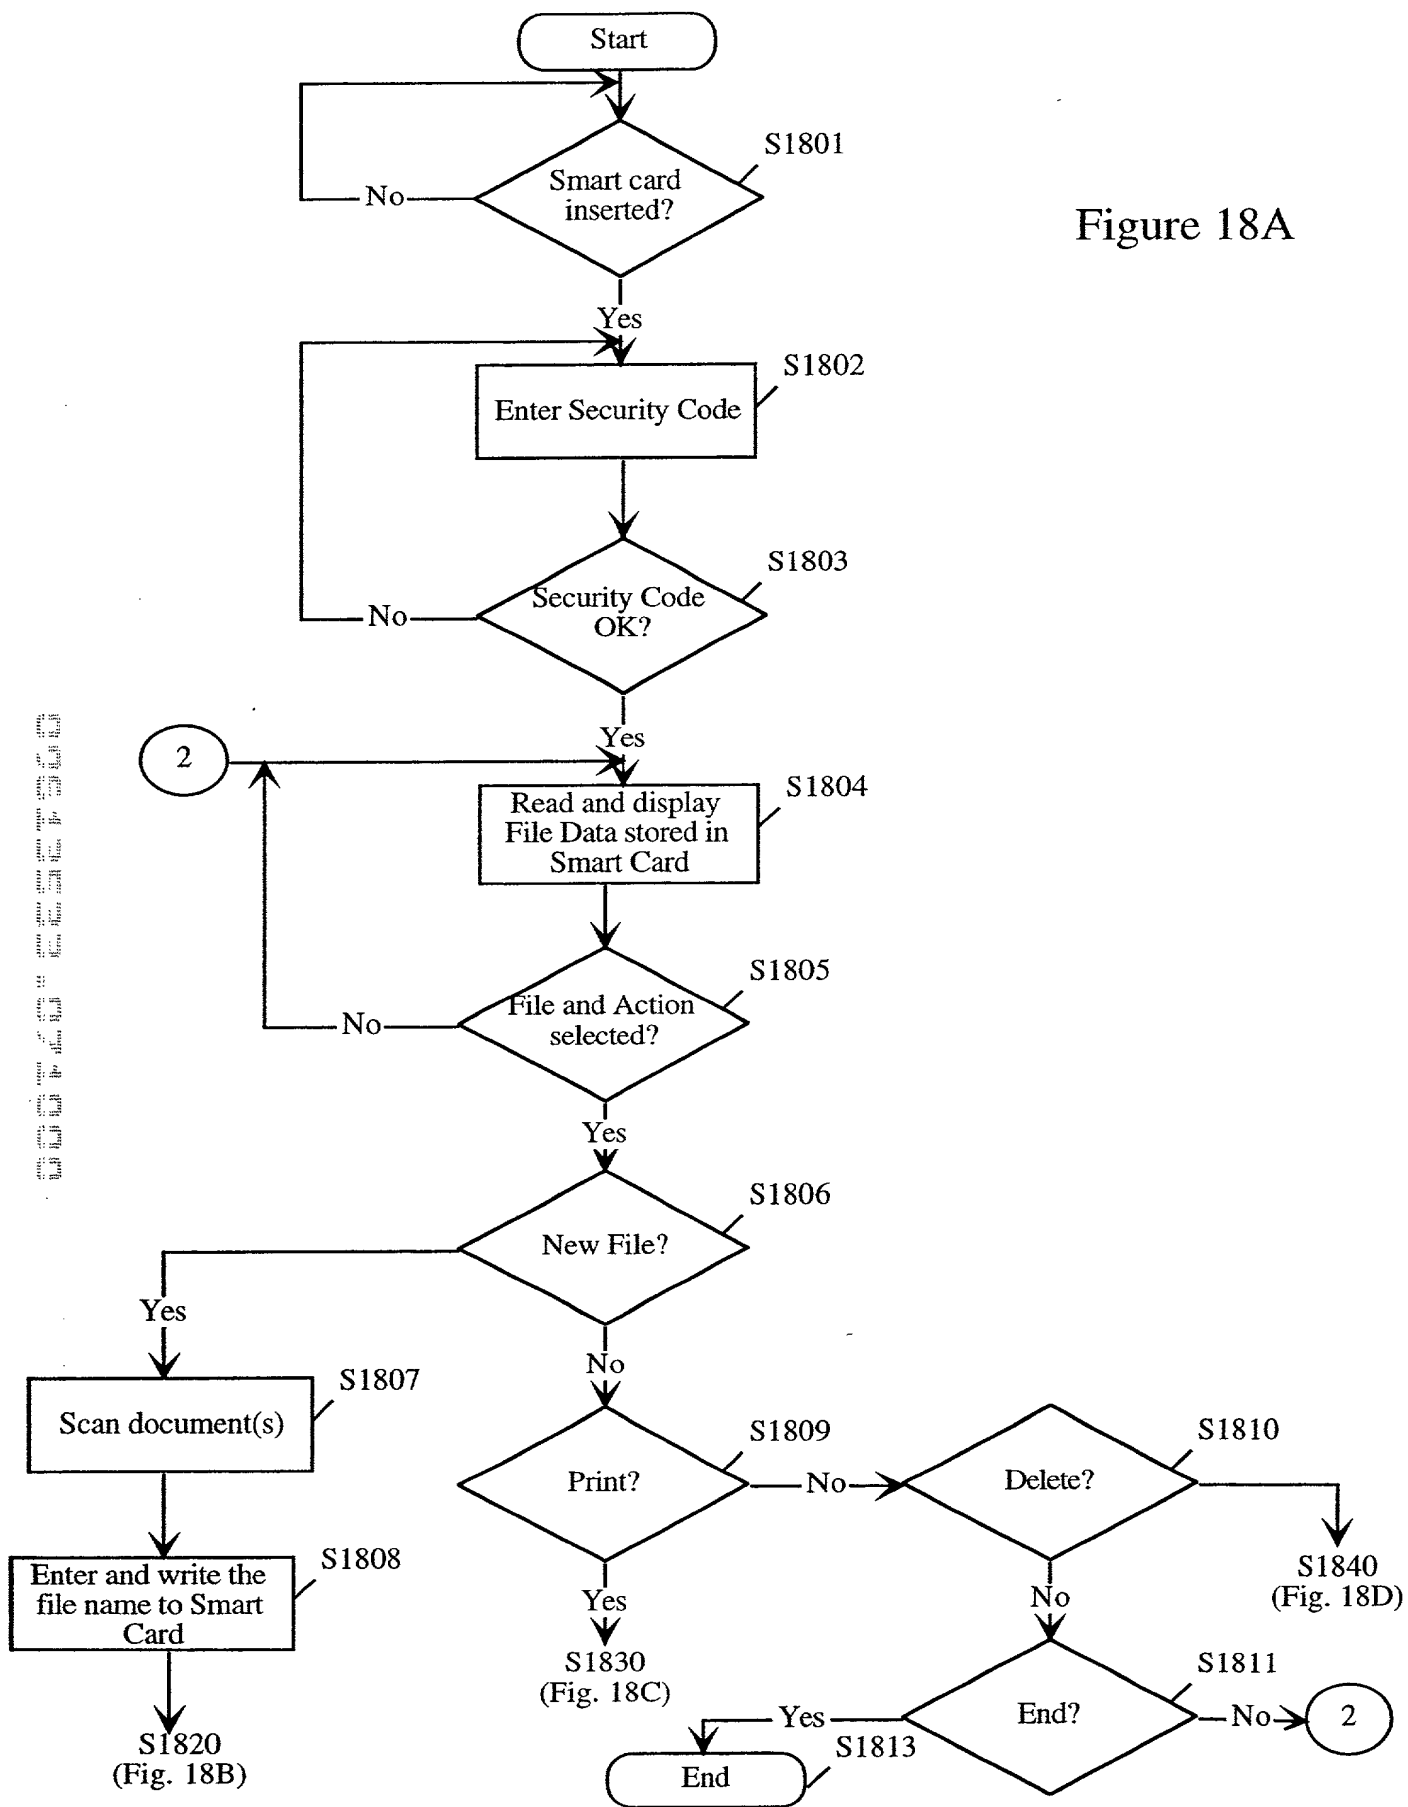 Start
S1801
Smart card
inserted?
No
Figure 18A
Yes
S1802
Enter Security Code
S1803
Security Code
OK?
No
Yes
2
S1804
Read and display
File Data stored in
Smart Card
S1805
File and Action
selected?
No
Yes
S1806
New File?
Yes
No
S1807
Scan document(s)
S1809
Print?
No
S1810
Delete?
S1808
Enter and write the
file name to Smart
Card
Yes
No
S1840
(Fig. 18D)
S1830
(Fig. 18C)
S1811
End?
Yes
No
2
S1820
(Fig. 18B)
S1813
End